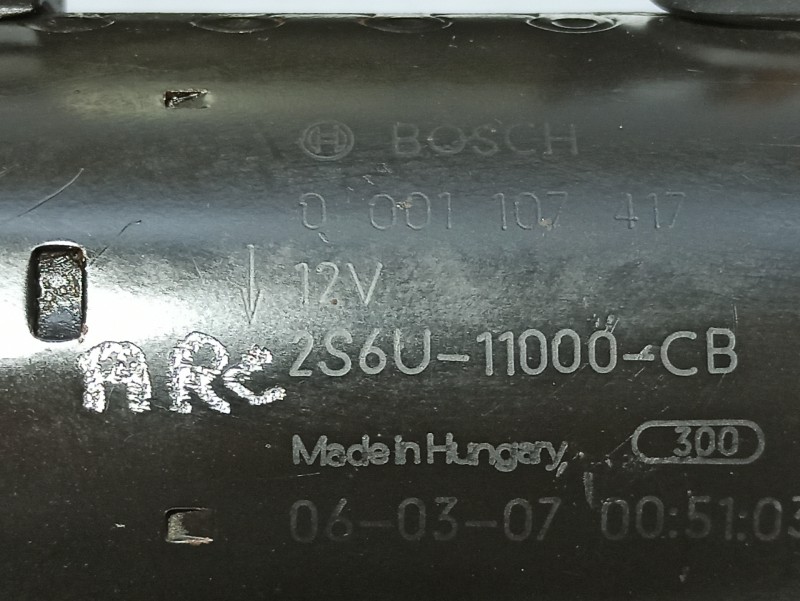 BOSCH
0 001 107 417
12V
ARC 2S6U-11000-CB
Made in Hungary, 300
06-03-07 00:51:03